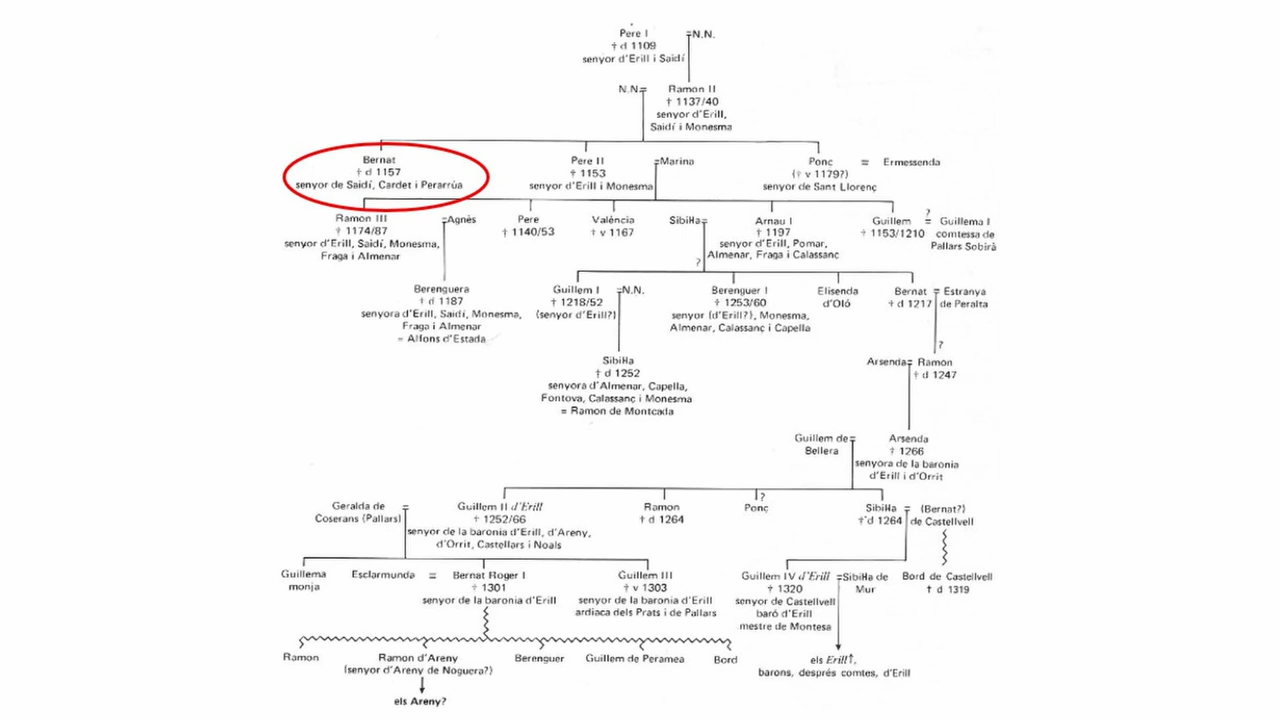 Pere I =N.N.
† d 1109
senyor d'Erill i Saidí
N.N.= Ramon II
† 1137/40
senyor d'Erill,
Saidí i Monesma
Bernat
† d 1157
senyor de Saidí, Cardet i Perarrúa
Pere II =Marina
† 1153
senyor d'Erill i Monesma
Ponç = Ermessenda
(† v 1179?)
senyor de Sant Llorenç
Ramon III =Agnès
† 1174/87
senyor d'Erill, Saidí, Monesma,
Fraga i Almenar
Pere
† 1140/53
València
† v 1167
Sibil·la= Arnau I
† 1197
senyor d'Erill, Pomar,
Almenar, Fraga i Calassanç
?
Guillem = Guillema I
† 1153/1210 comtessa de
Pallars Sobirà
?
Berenguera
† d 1187
senyora d'Erill, Saidí, Monesma,
Fraga i Almenar
= Alfons d'Estada
Guillem I =N.N.
† 1218/52
(senyor d'Erill?)
Berenguer I
† 1253/60
senyor (d'Erill?), Monesma,
Almenar, Calassanç i Capella
Elisenda
d'Oló
Bernat = Estranya
† d 1217 de Peralta
?
Sibil·la
† d 1252
senyora d'Almenar, Capella,
Fontova, Calassanç i Monesma
= Ramon de Montcada
Arsenda= Ramon
† d 1247
Guillem de= Arsenda
Bellera † 1266
senyora de la baronia
d'Erill i d'Orrit
Geralda de =
Coserans (Pallars)
Guillem II d'Erill
† 1252/66
senyor de la baronia d'Erill, d'Areny,
d'Orrit, Castellars i Noals
Ramon
† d 1264
?
Ponç
Sibil·la = (Bernat?)
† d 1264 de Castellvell
Guillema
monja
Esclarmunda = Bernat Roger I
† 1301
senyor de la baronia d'Erill
Guillem III
† v 1303
senyor de la baronia d'Erill
ardiaca dels Prats i de Pallars
Guillem IV d'Erill =Sibil·la de
† 1320 Mur
senyor de Castellvell
baró d'Erill
mestre de Montesa
Bord de Castellvell
† d 1319
Ramon
Ramon d'Areny
(senyor d'Areny de Noguera?)
Berenguer
Guillem de Peramea
Bord
els Erill†,
barons, després comtes, d'Erill
els Areny?